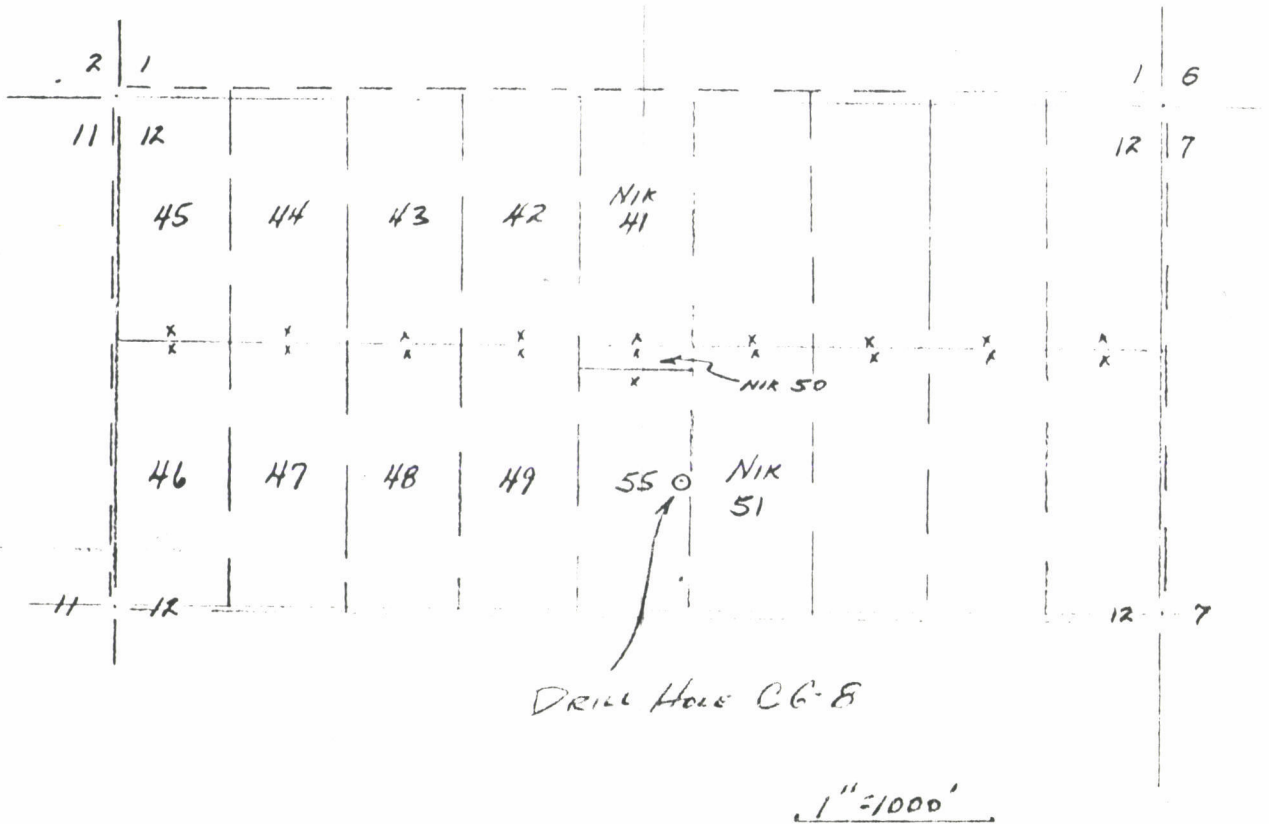 2 1
1 6
11 12
12 7
45 44 43 42 NIK 41
x x ʌ x ʌ x x x ʌ
x x ʌ x ʌ ʌ x ʌ x
x
NIK 50
46 47 48 49 55 NIK 51
11 12
12 7
DRILL HOLE CG-8
1"=1000'